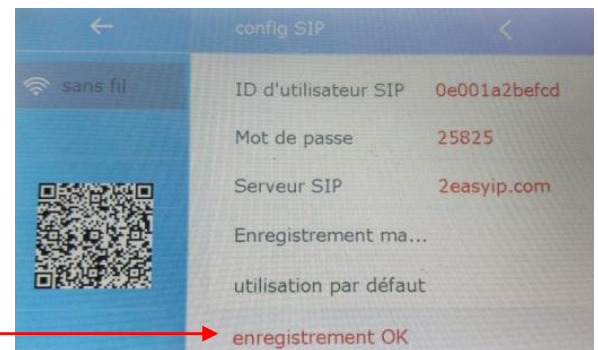 config SIP
sans fil
ID d'utilisateur SIP 0e001a2befcd
Mot de passe 25825
Serveur SIP 2easyip.com
Enregistrement ma...
utilisation par défaut
enregistrement OK